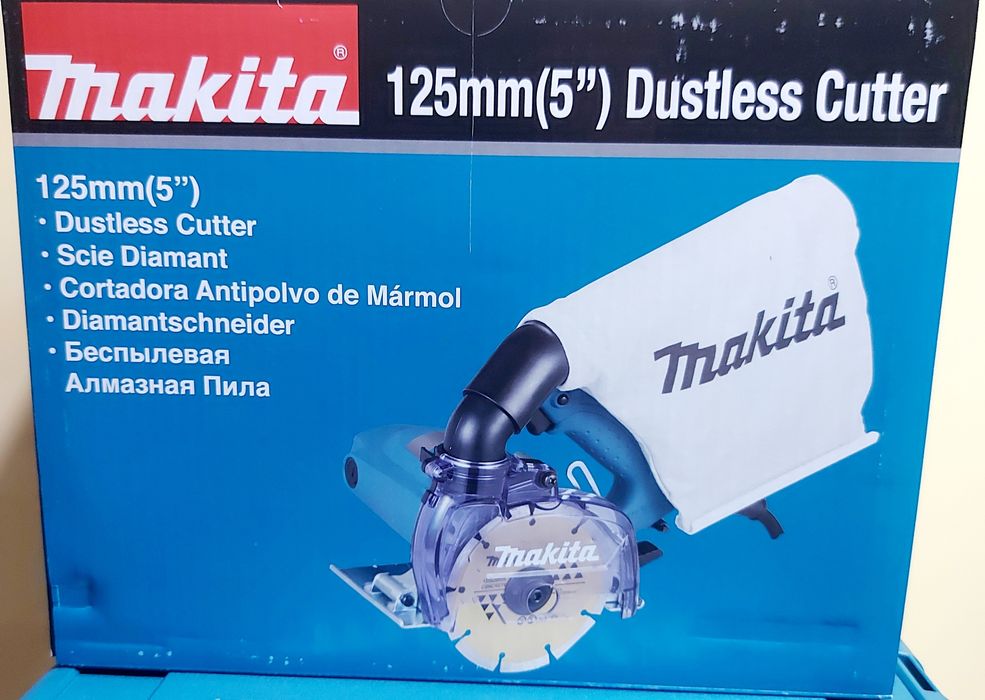 makita®
125mm(5”) Dustless Cutter
125mm(5”)
• Dustless Cutter
• Scie Diamant
• Cortadora Antipolvo de Mármol
• Diamantschneider
• Беспылевая
Алмазная Пила
makita®
makita